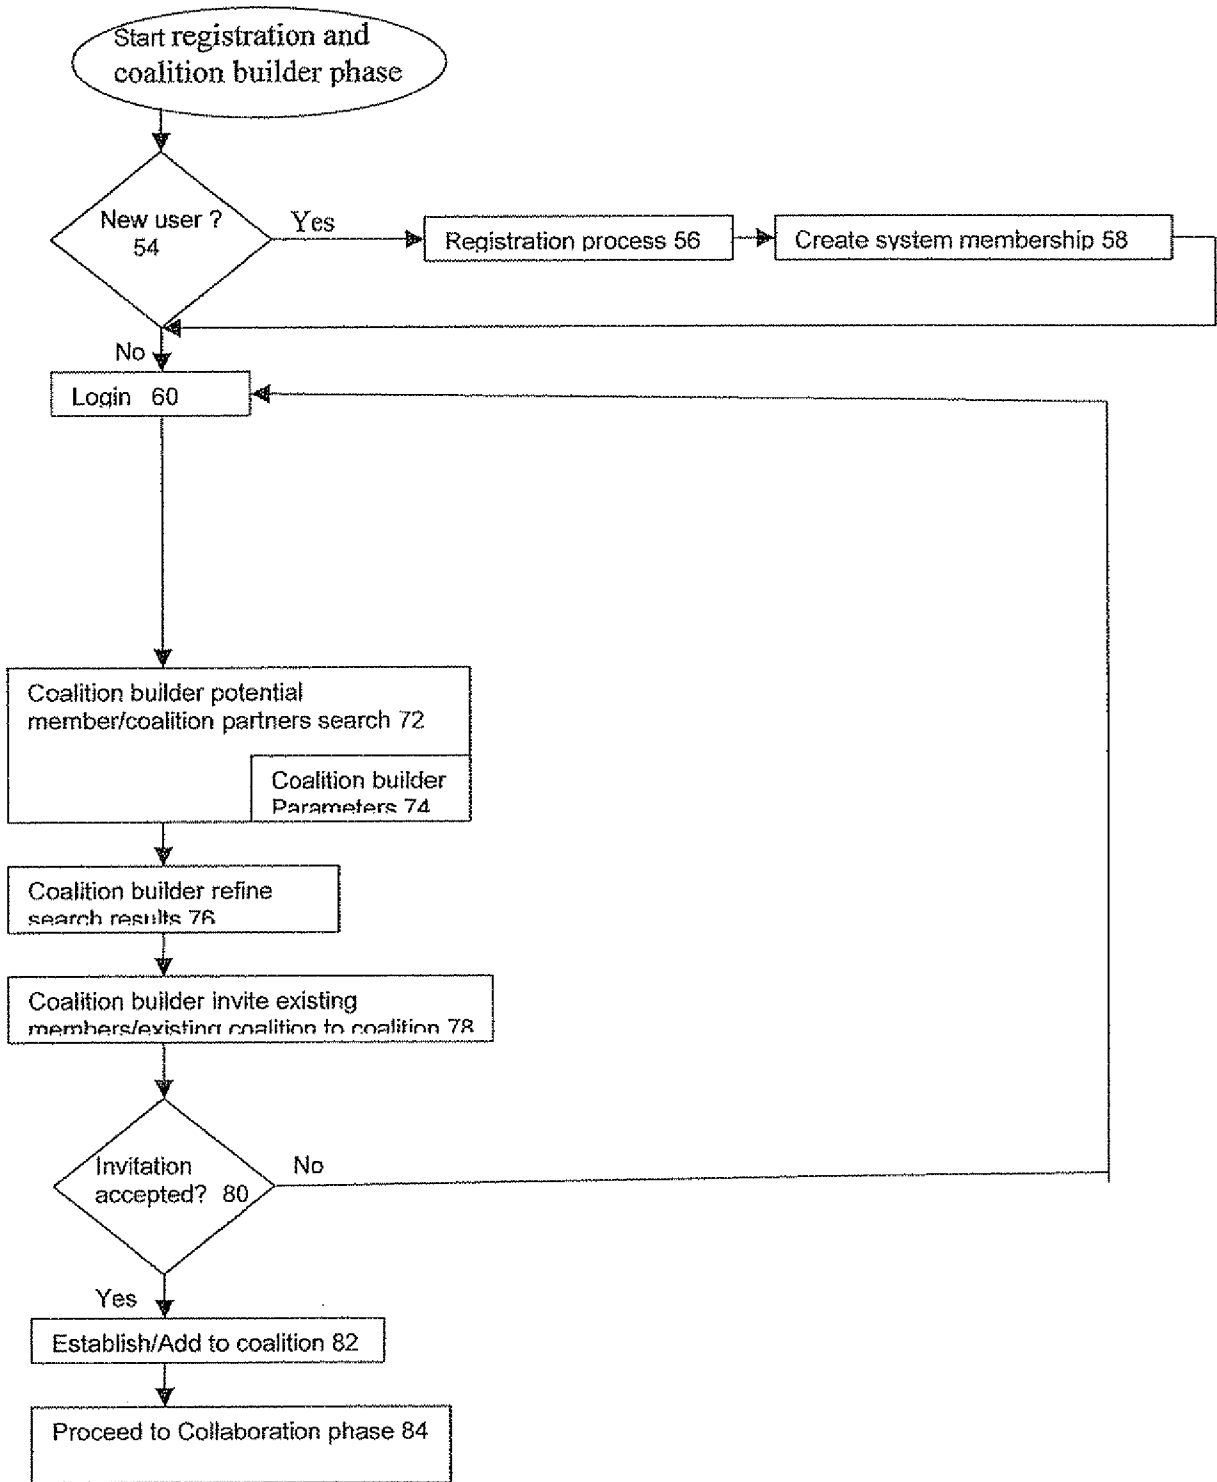 Start registration and
coalition builder phase
New user ?
54
Yes
Registration process 56
Create system membership 58
No
Login 60
Coalition builder potential
member/coalition partners search 72
Coalition builder
Parameters 74
Coalition builder refine
search results 76
Coalition builder invite existing
members/existing coalition to coalition 78
Invitation
accepted? 80
No
Yes
Establish/Add to coalition 82
Proceed to Collaboration phase 84